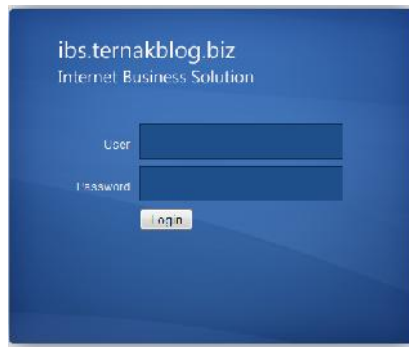 ibs.ternakblog.biz
Internet Business Solution
User
Password
Login